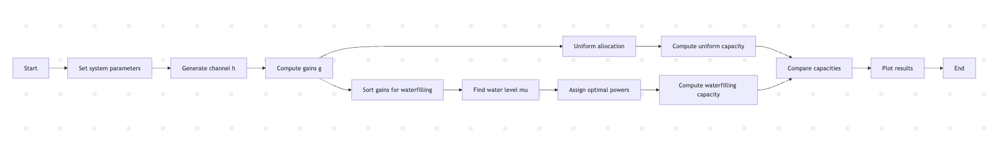 Start
Set system parameters
Generate channel h
Compute gains g
Uniform allocation
Compute uniform capacity
Sort gains for waterfilling
Find water level mu
Assign optimal powers
Compute waterfilling
capacity
Compare capacities
Plot results
End